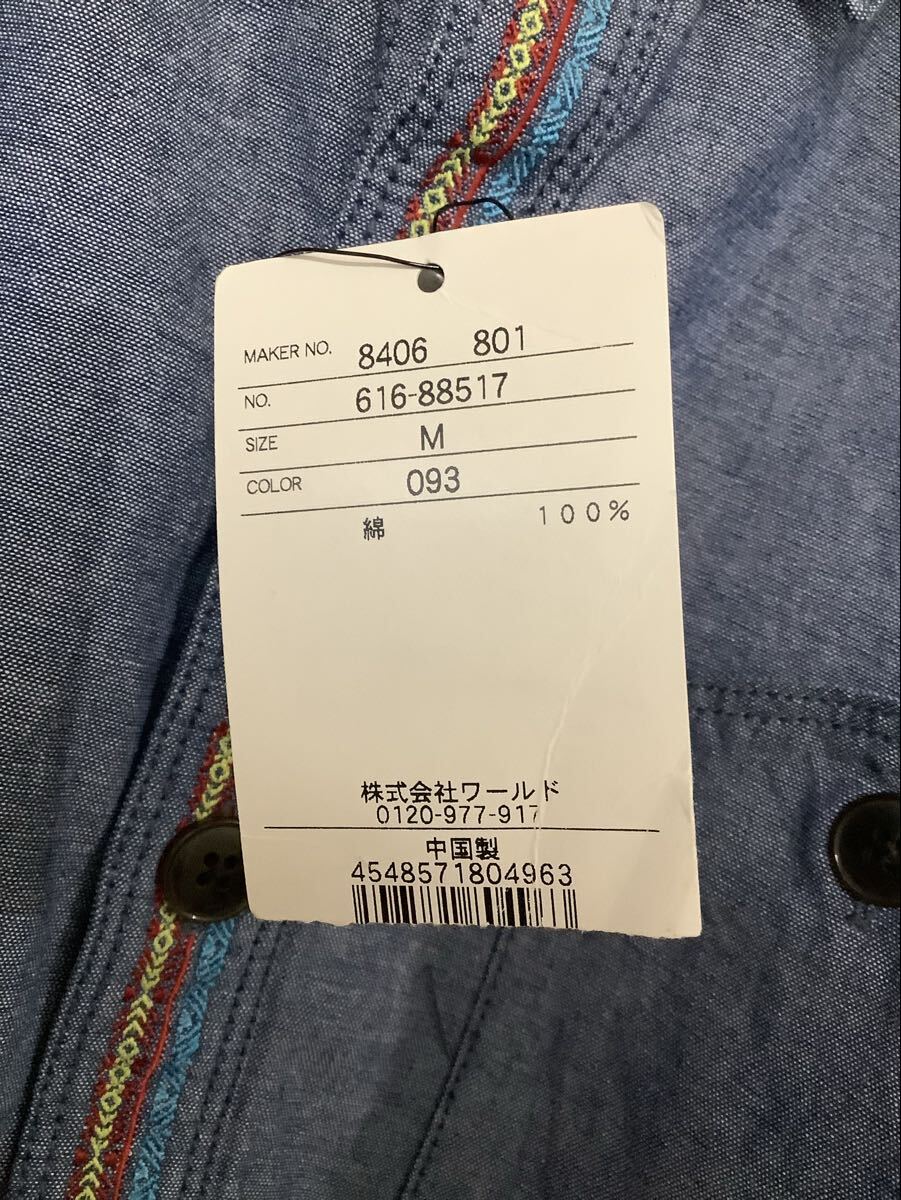 MAKER NO. 8406 801
NO. 616-88517
SIZE M
COLOR 093
綿 100%
株式会社ワールド
0120-977-917
中国製
4548571804963